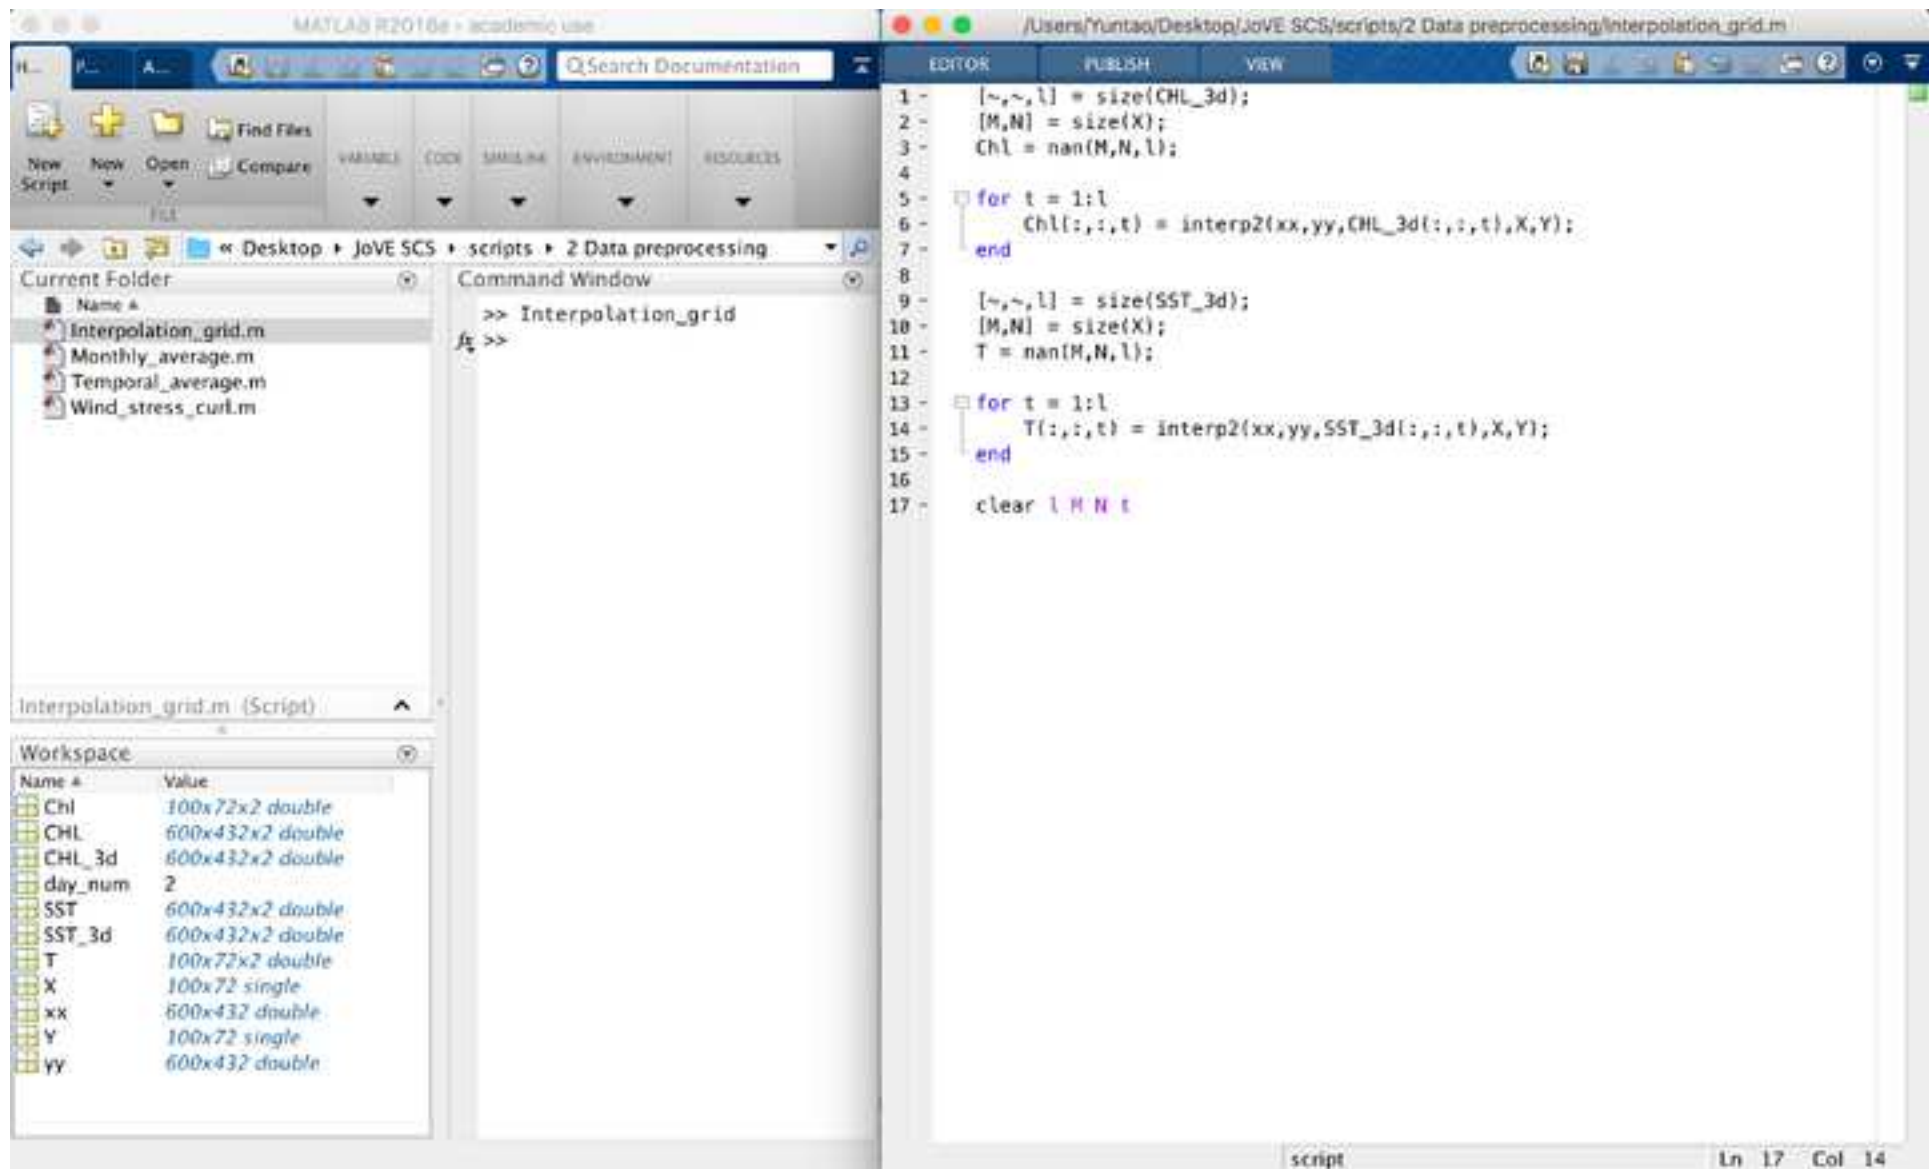 MATLAB R2016a - academic use
H...
P...
A...
Search Documentation
New Script
New
Open
Find Files
Compare
FILE
VARIABLE
CODE
SIMULINK
ENVIRONMENT
RESOURCES
« Desktop ▸ JoVE SCS ▸ scripts ▸ 2 Data preprocessing
Current Folder
Name
Interpolation_grid.m
Monthly_average.m
Temporal_average.m
Wind_stress_curl.m
Interpolation_grid.m (Script)
Workspace
Name Value
Chl 100x72x2 double
CHL 600x432x2 double
CHL_3d 600x432x2 double
day_num 2
SST 600x432x2 double
SST_3d 600x432x2 double
T 100x72x2 double
X 100x72 single
xx 600x432 double
Y 100x72 single
yy 600x432 double
Command Window
>> Interpolation_grid
fx >>
/Users/Yuntao/Desktop/JoVE SCS/scripts/2 Data preprocessing/Interpolation_grid.m
EDITOR PUBLISH VIEW
1 - [~,~,l] = size(CHL_3d);
2 - [M,N] = size(X);
3 - Chl = nan(M,N,l);
4
5 - for t = 1:l
6 - Chl(:,:,t) = interp2(xx,yy,CHL_3d(:,:,t),X,Y);
7 - end
8
9 - [~,~,l] = size(SST_3d);
10 - [M,N] = size(X);
11 - T = nan(M,N,l);
12
13 - for t = 1:l
14 - T(:,:,t) = interp2(xx,yy,SST_3d(:,:,t),X,Y);
15 - end
16
17 - clear l M N t
script
Ln 17 Col 14